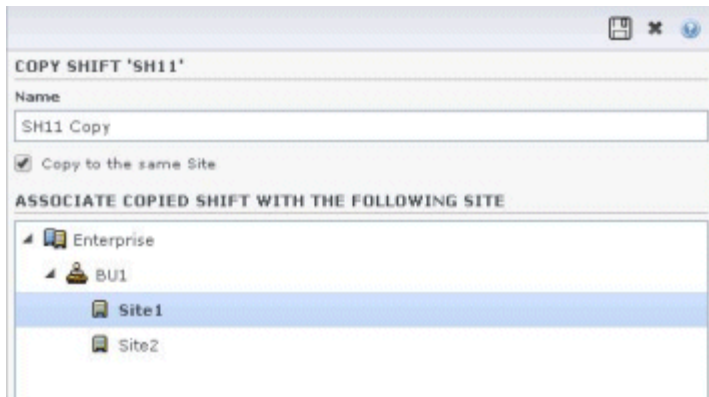 COPY SHIFT 'SH11'
Name
SH11 Copy
Copy to the same Site
ASSOCIATE COPIED SHIFT WITH THE FOLLOWING SITE
Enterprise
BU1
Site1
Site2